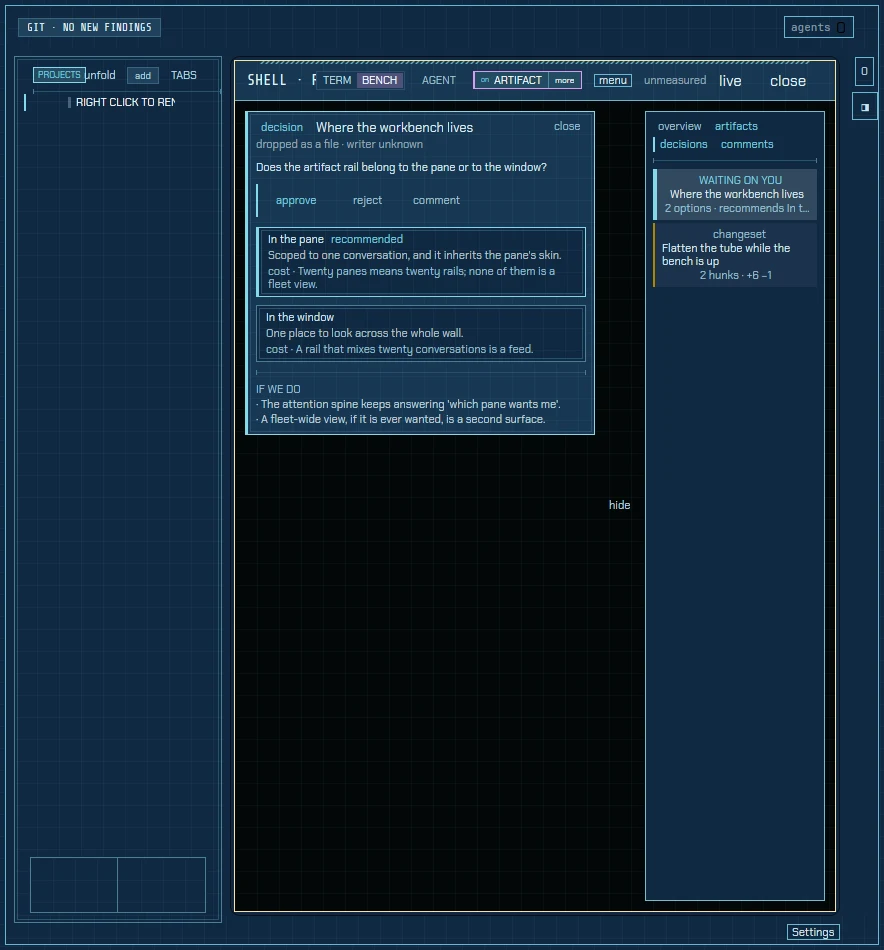 GIT · NO NEW FINDINGS
agents
PROJECTS unfold add TABS
RIGHT CLICK TO REN
SHELL · F TERM BENCH AGENT on ARTIFACT more menu unmeasured live close
decision Where the workbench lives close
dropped as a file · writer unknown
Does the artifact rail belong to the pane or to the window?
approve reject comment
In the pane recommended
Scoped to one conversation, and it inherits the pane's skin.
cost · Twenty panes means twenty rails; none of them is a
fleet view.
In the window
One place to look across the whole wall.
cost · A rail that mixes twenty conversations is a feed.
IF WE DO
· The attention spine keeps answering 'which pane wants me'.
· A fleet-wide view, if it is ever wanted, is a second surface.
hide
overview artifacts
decisions comments
WAITING ON YOU
Where the workbench lives
2 options · recommends In t...
changeset
Flatten the tube while the
bench is up
2 hunks · +6 −1
Settings